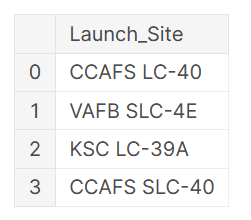 Launch_Site
0 CCAFS LC-40
1 VAFB SLC-4E
2 KSC LC-39A
3 CCAFS SLC-40